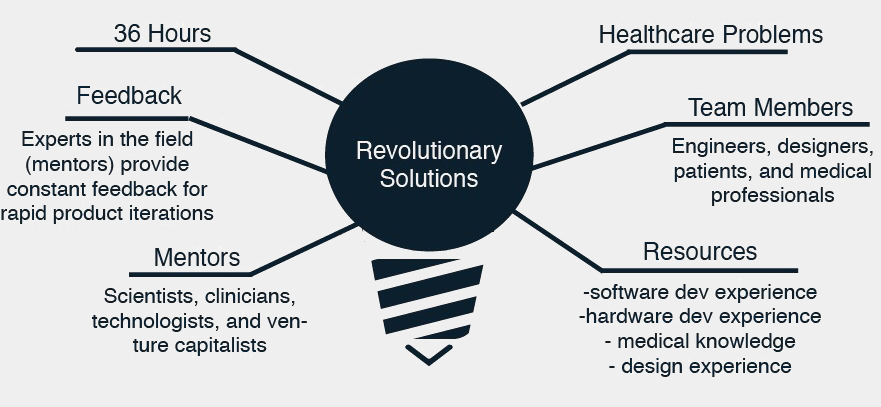 36 Hours
Feedback
Experts in the field
(mentors) provide
constant feedback for
rapid product iterations
Mentors
Scientists, clinicians,
technologists, and ven-
ture capitalists
Revolutionary
Solutions
Healthcare Problems
Team Members
Engineers, designers,
patients, and medical
professionals
Resources
-software dev experience
-hardware dev experience
- medical knowledge
- design experience